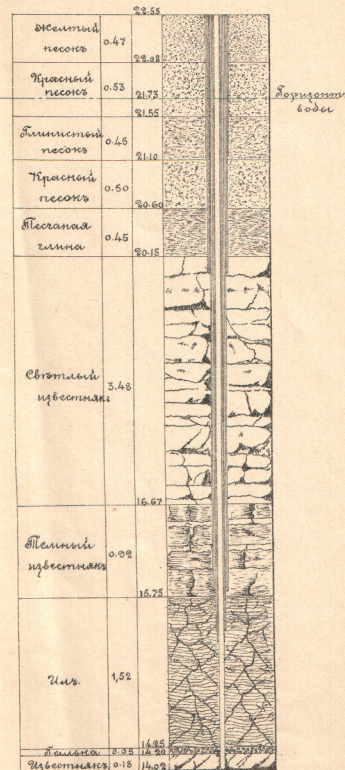 22.55
Желтый
песокъ
0.47
22.08
Красный
песокъ
0.53
21.73
Горизонтъ
воды
21.55
Глинистый
песокъ
0.45
21.10
Красный
песокъ
0.50
20.60
Песчаная
глина
0.45
20.15
Свѣтлый
известнякъ
3.48
16.67
Темный
известнякъ
0.92
15.75
Илъ.
1,52
0.05
14.20
Известнякъ
0.18
14.02